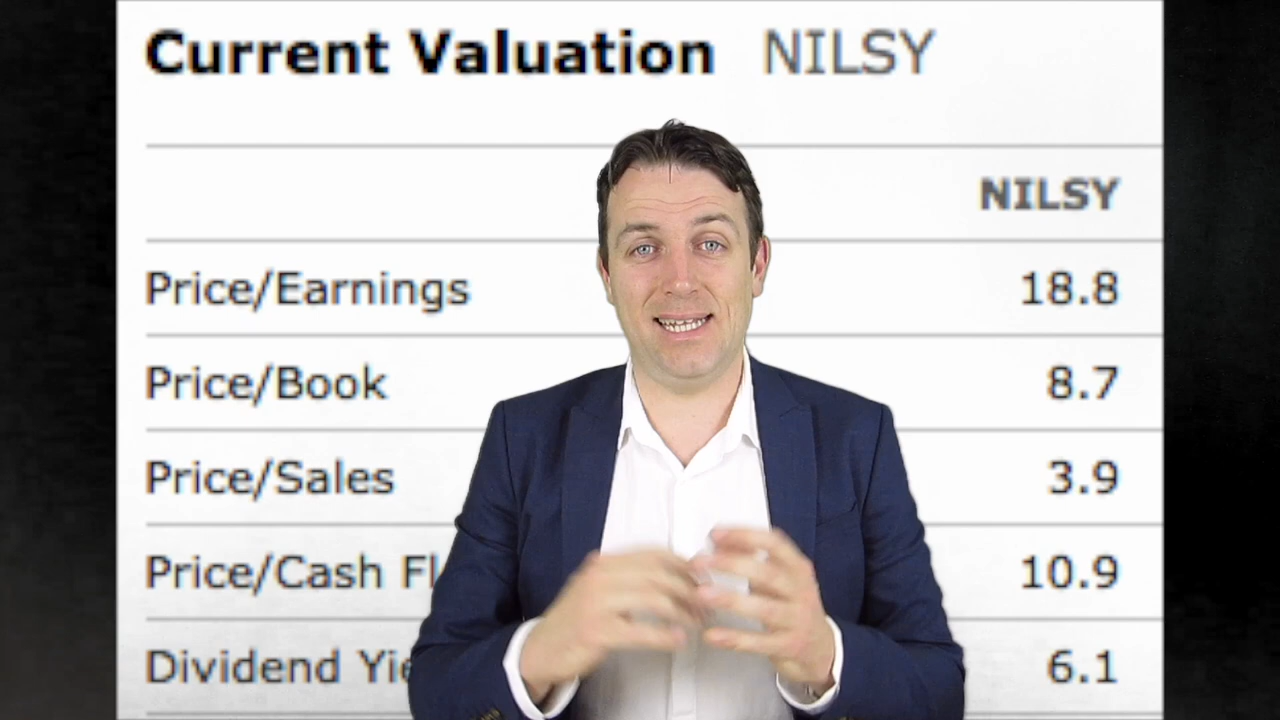 Current Valuation NILSY
NILSY
Price/Earnings 18.8
Price/Book 8.7
Price/Sales 3.9
Price/Cash 10.9
Dividend 6.1